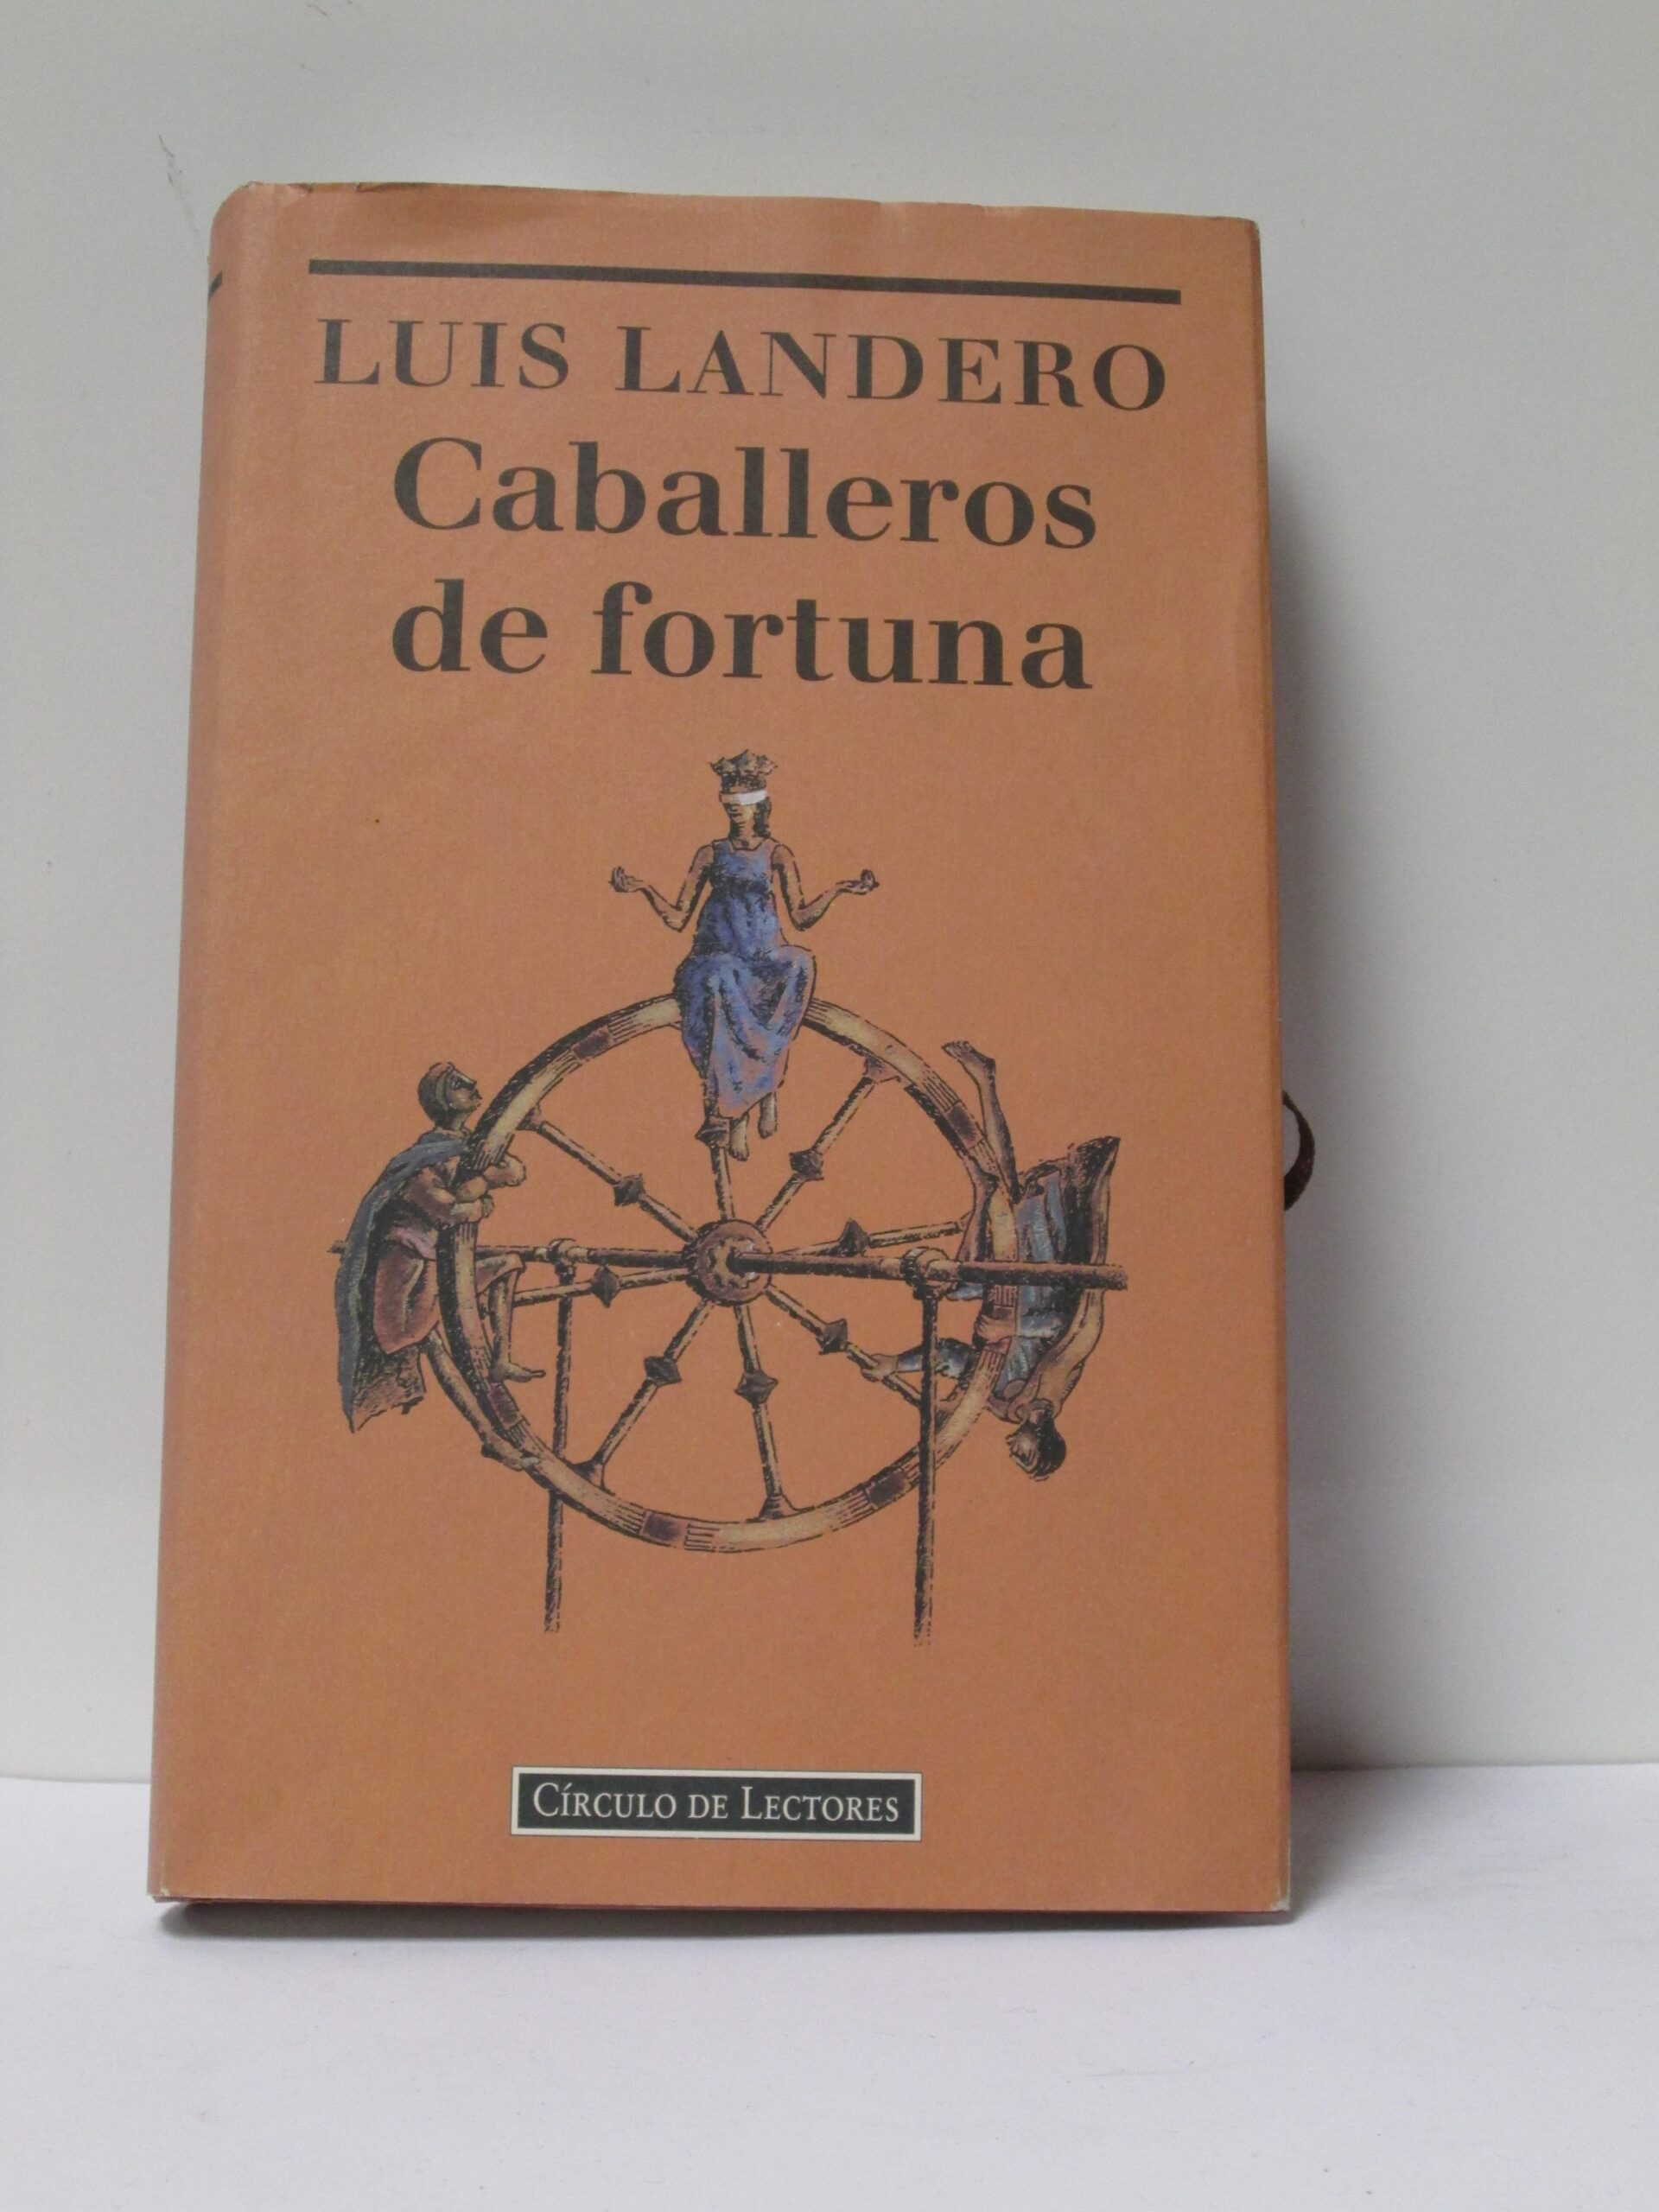 LUIS LANDERO
Caballeros
de fortuna
CÍRCULO DE LECTORES